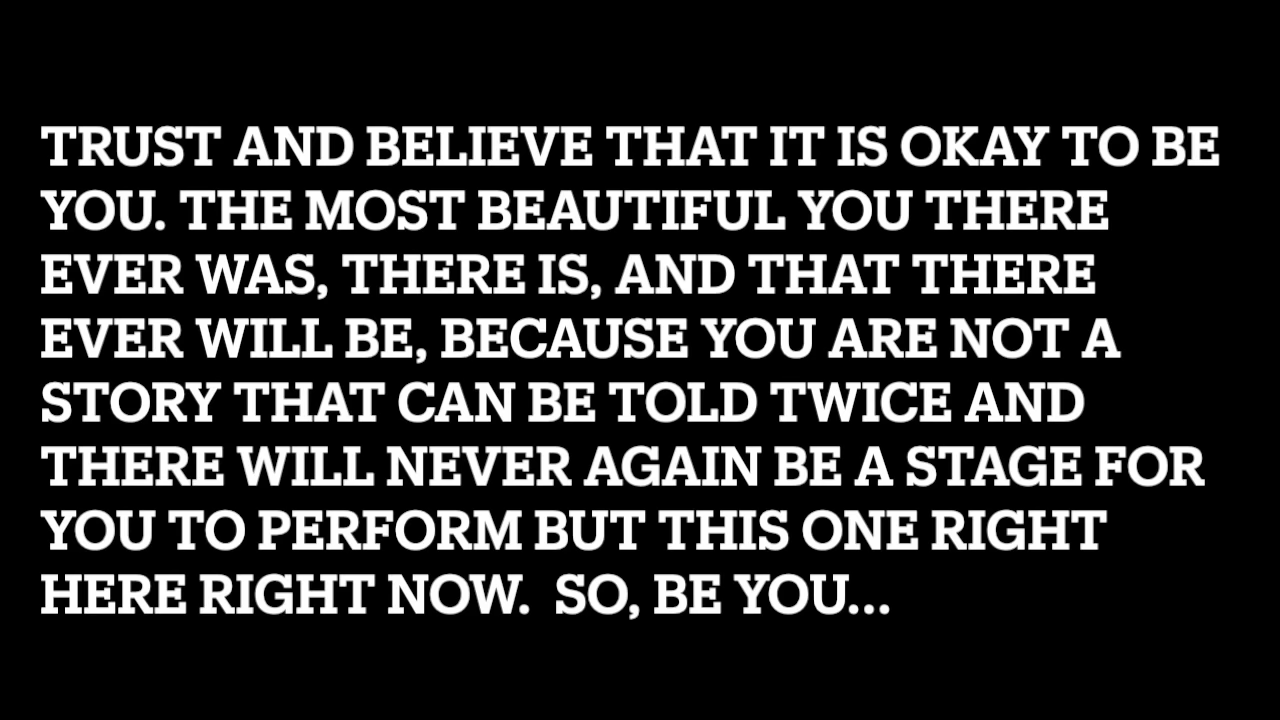 TRUST AND BELIEVE THAT IT IS OKAY TO BE
YOU. THE MOST BEAUTIFUL YOU THERE
EVER WAS, THERE IS, AND THAT THERE
EVER WILL BE, BECAUSE YOU ARE NOT A
STORY THAT CAN BE TOLD TWICE AND
THERE WILL NEVER AGAIN BE A STAGE FOR
YOU TO PERFORM BUT THIS ONE RIGHT
HERE RIGHT NOW.  SO, BE YOU...